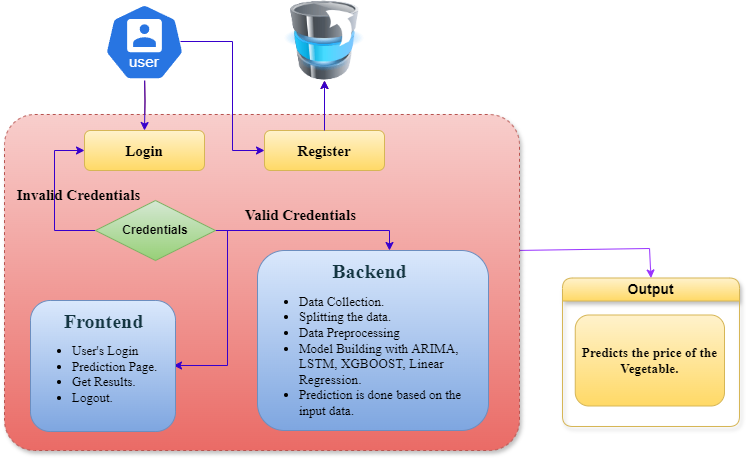 user
Login
Register
Invalid Credentials
Credentials
Valid Credentials
Backend
• Data Collection.
• Splitting the data.
• Data Preprocessing
• Model Building with ARIMA,
LSTM, XGBOOST, Linear
Regression.
• Prediction is done based on the
input data.
Frontend
• User's Login
• Prediction Page.
• Get Results.
• Logout.
Output
Predicts the price of the
Vegetable.